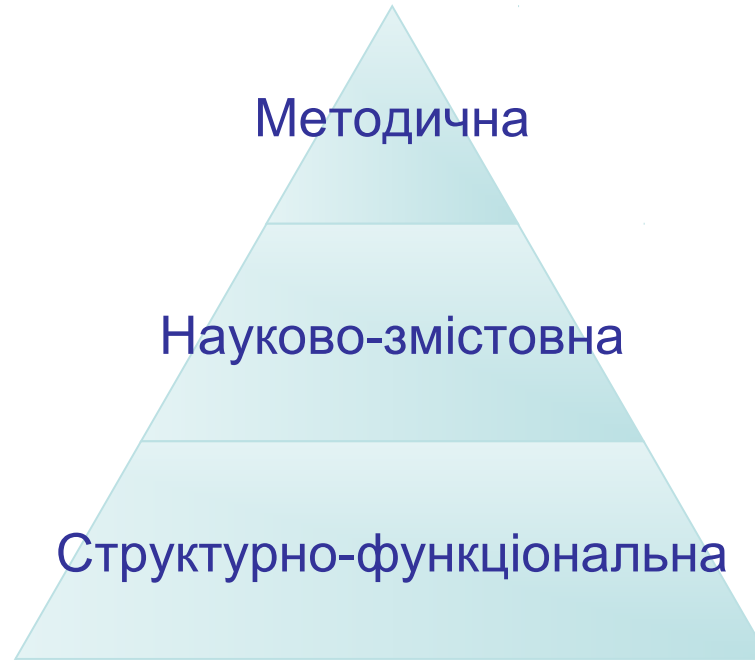 Методична
Науково-змістовна
Структурно-функціональна